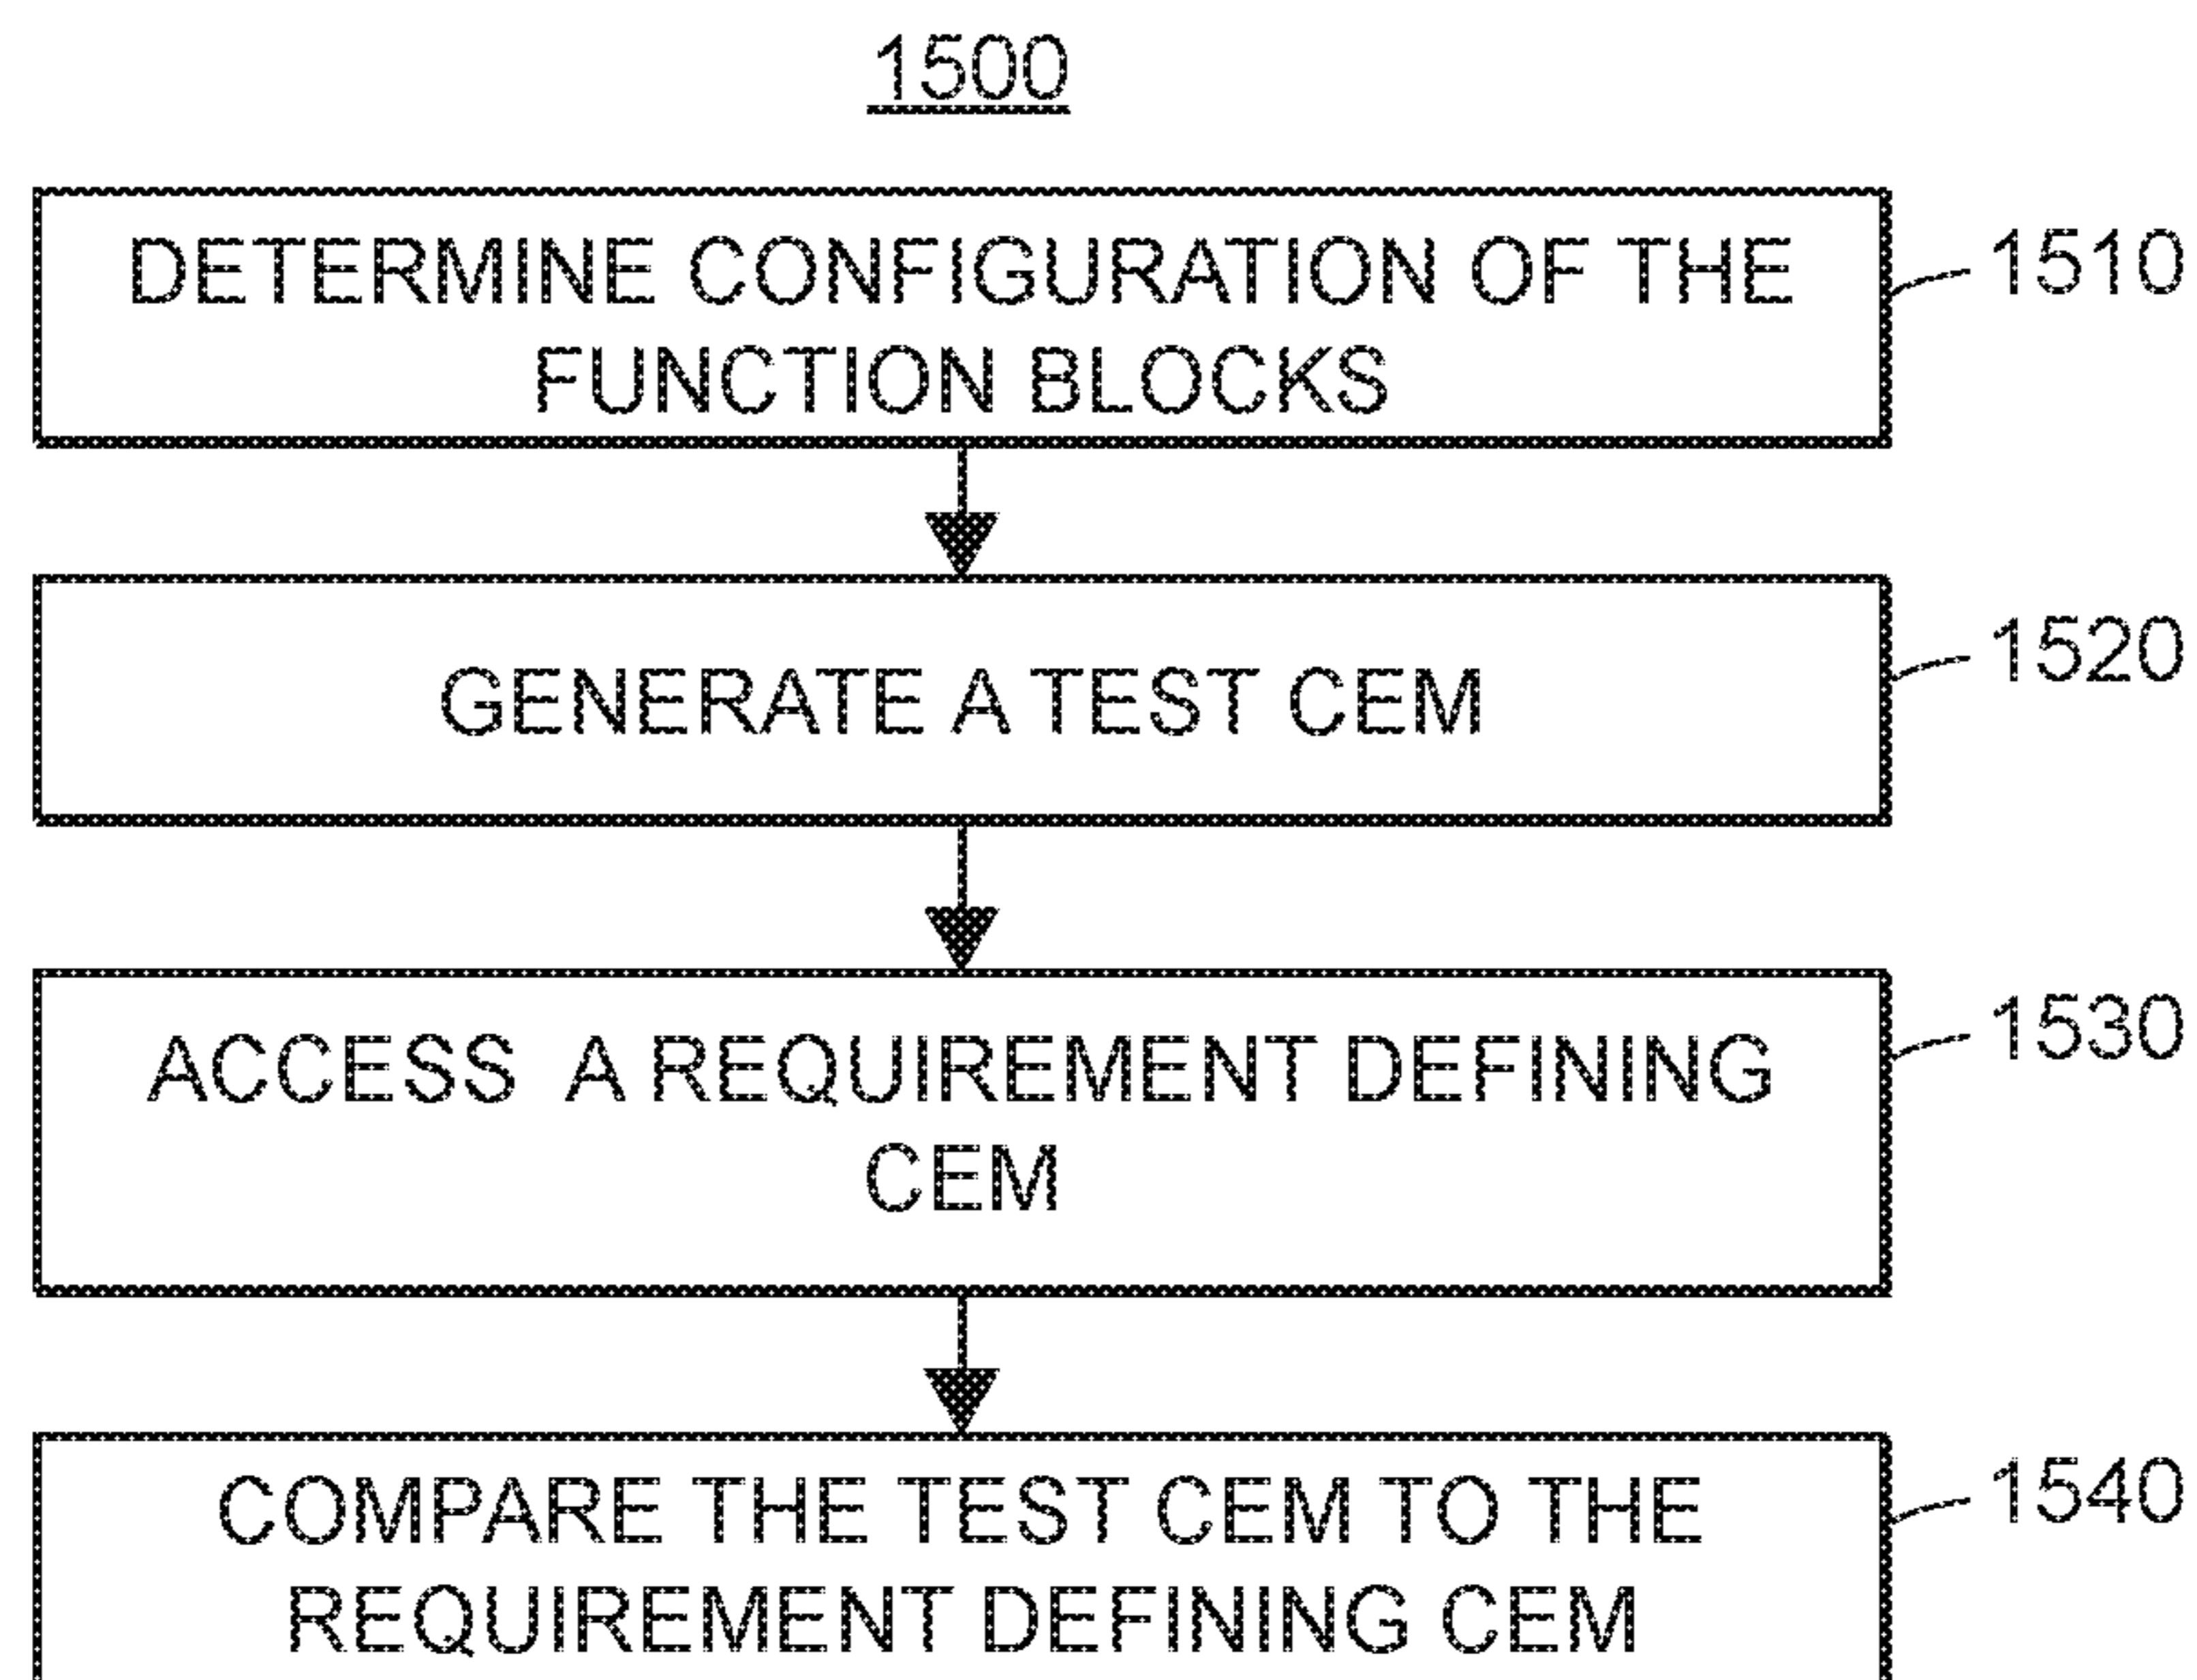 1500
DETERMINE CONFIGURATION OF THE
FUNCTION BLOCKS
1510
GENERATE A TEST CEM
1520
ACCESS A REQUIREMENT DEFINING
CEM
1530
COMPARE THE TEST CEM TO THE
REQUIREMENT DEFINING CEM
1540